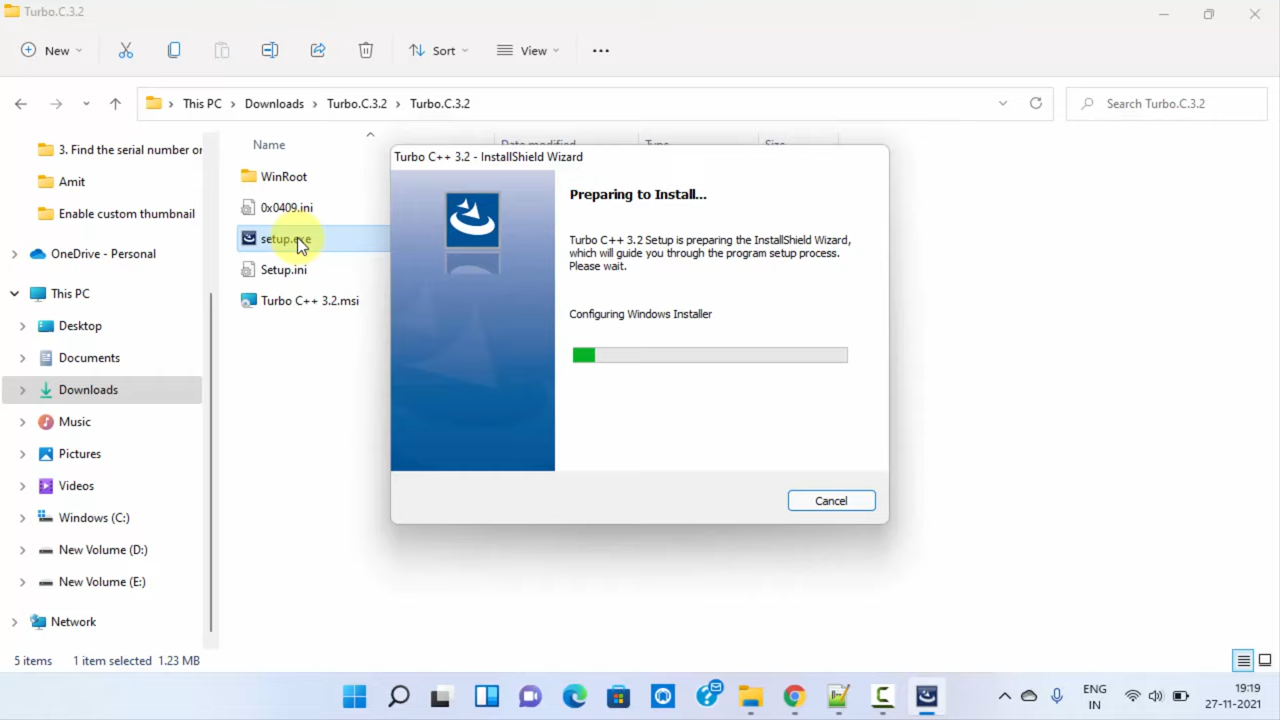 Turbo.C.3.2
New
Sort
View
This PC
Downloads
Turbo.C.3.2
Turbo.C.3.2
Search Turbo.C.3.2
3. Find the serial number or
Amit
Enable custom thumbnail
OneDrive - Personal
This PC
Desktop
Documents
Downloads
Music
Pictures
Videos
Windows (C:)
New Volume (D:)
New Volume (E:)
Network
Name
Date modified
Type
Size
WinRoot
0x0409.ini
setup.exe
Setup.ini
Turbo C++ 3.2.msi
Turbo C++ 3.2 - InstallShield Wizard
Preparing to Install...
Turbo C++ 3.2 Setup is preparing the InstallShield Wizard,
which will guide you through the program setup process.
Please wait.
Configuring Windows Installer
Cancel
5 items
1 item selected 1.23 MB
ENG
IN
19:19
27-11-2021